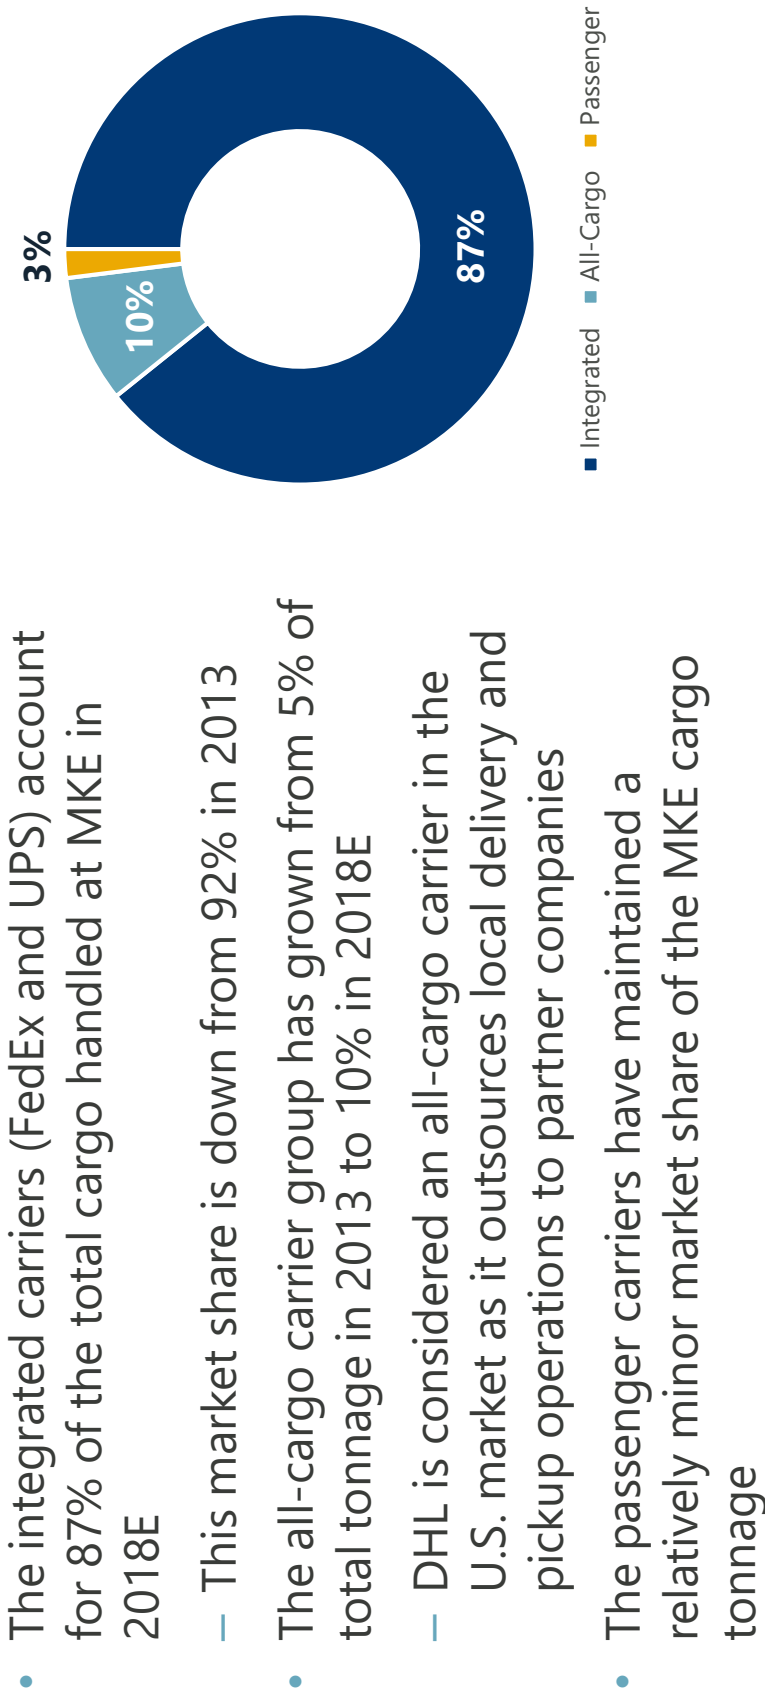 • The integrated carriers (FedEx and UPS) account
for 87% of the total cargo handled at MKE in
2018E
– This market share is down from 92% in 2013
• The all-cargo carrier group has grown from 5% of
total tonnage in 2013 to 10% in 2018E
– DHL is considered an all-cargo carrier in the
U.S. market as it outsources local delivery and
pickup operations to partner companies
• The passenger carriers have maintained a
relatively minor market share of the MKE cargo
tonnage
3%
10%
87%
Integrated All-Cargo Passenger